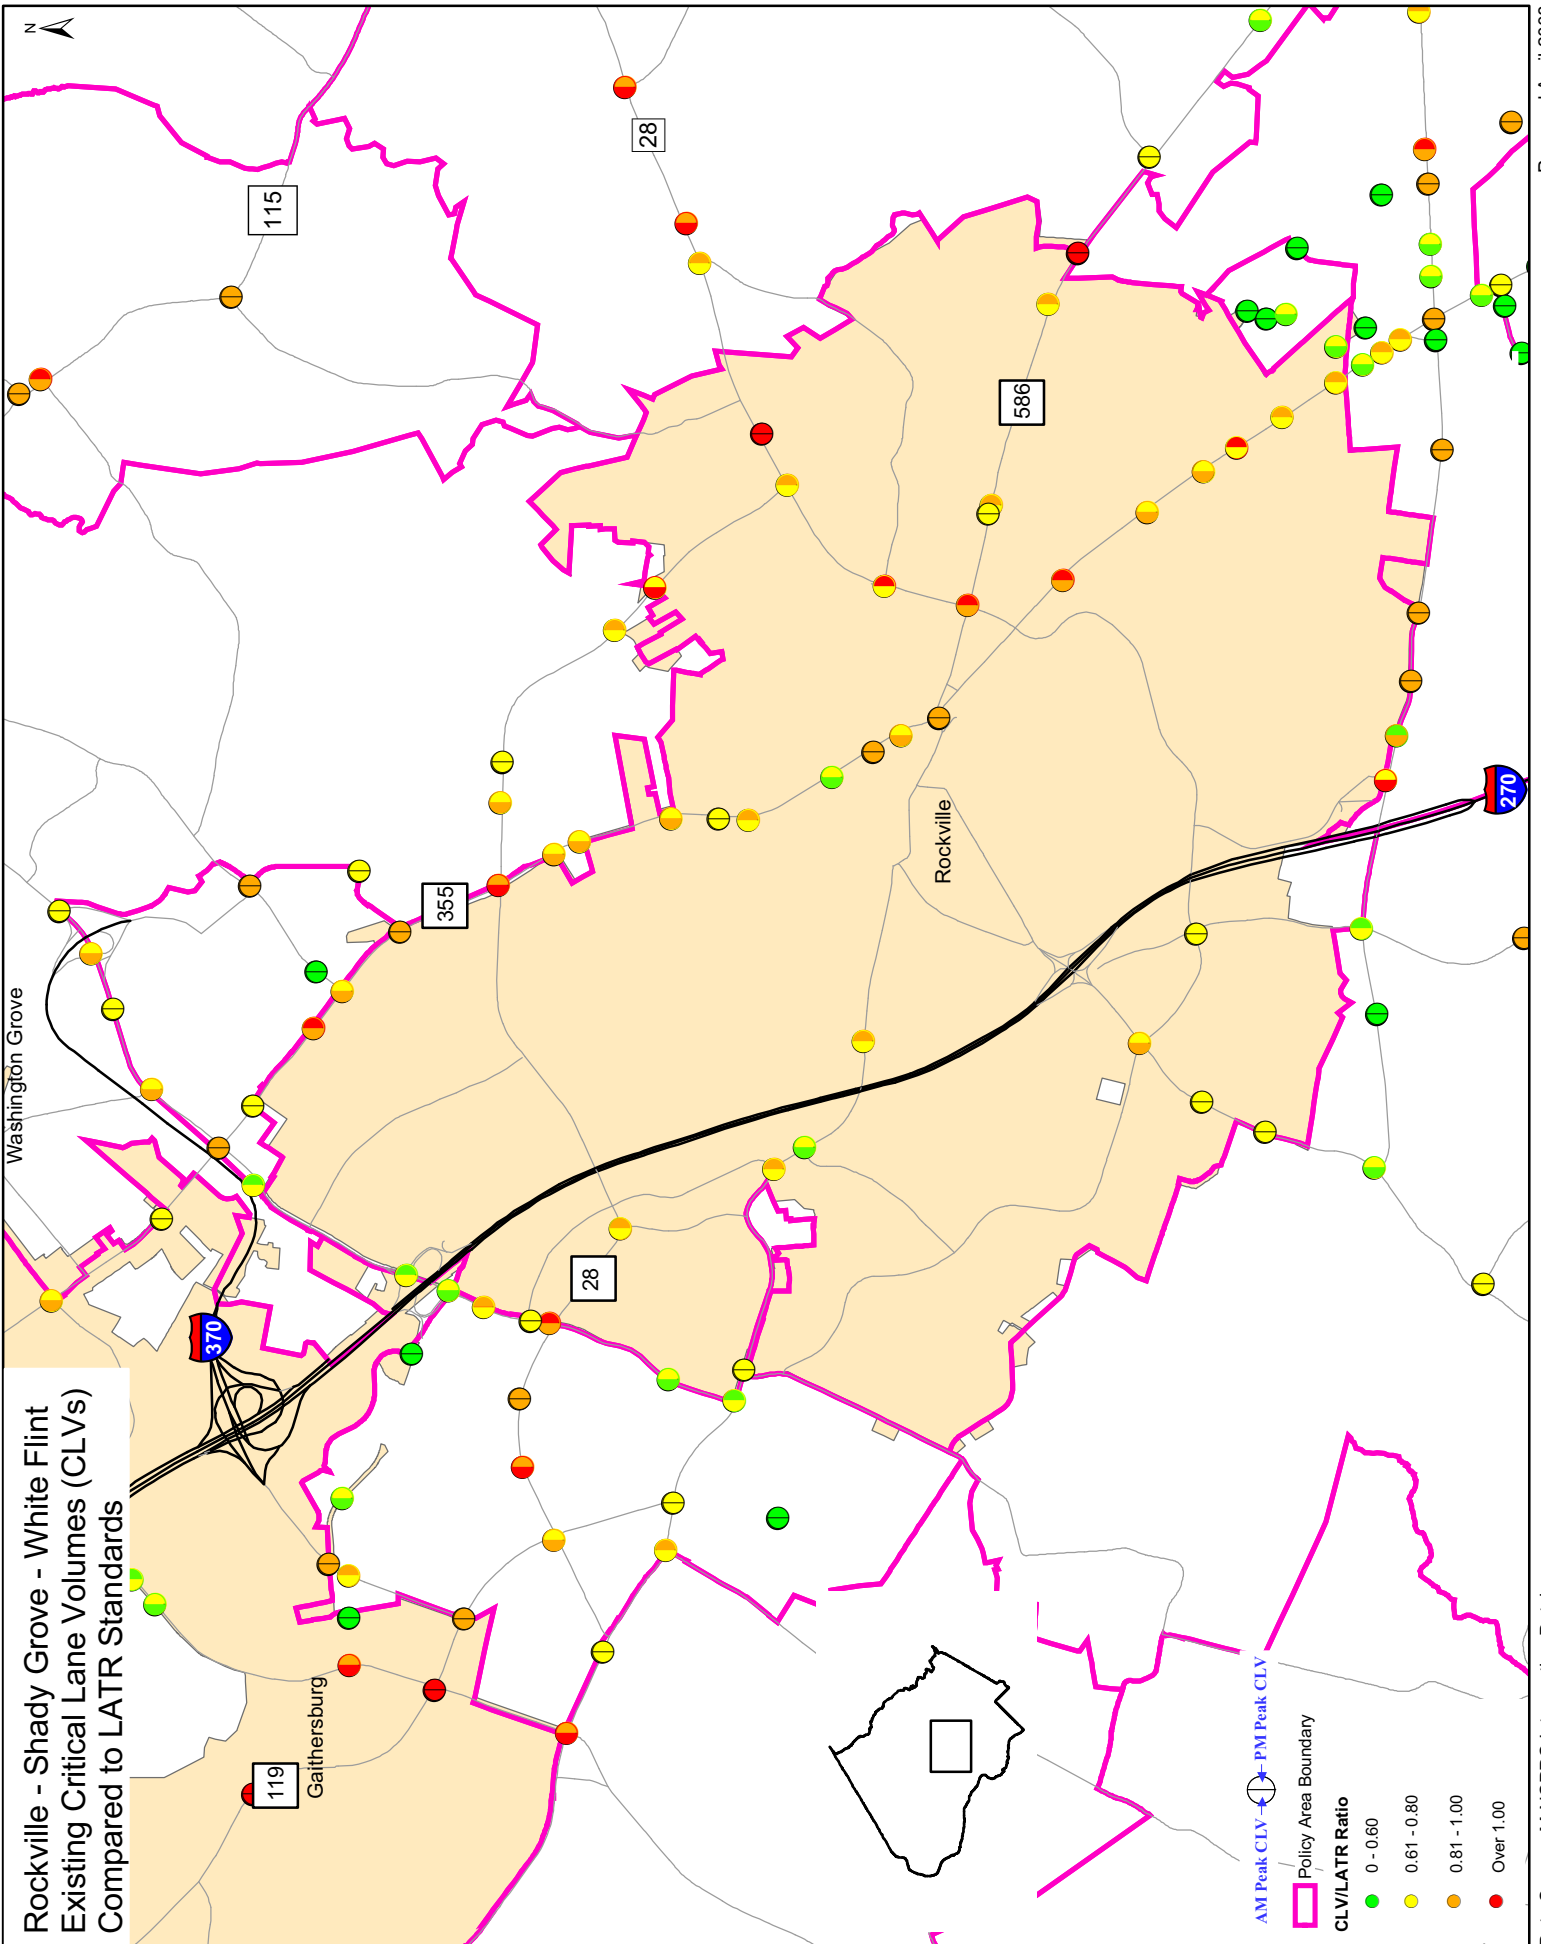 Rockville - Shady Grove - White Flint
Existing Critical Lane Volumes (CLVs)
Compared to LATR Standards
N
Washington Grove
115
28
370
355
586
28
Rockville
119
Gaithersburg
270
AM Peak CLV
PM Peak CLV
Policy Area Boundary
CLV/LATR Ratio
0 - 0.60
0.61 - 0.80
0.81 - 1.00
Over 1.00